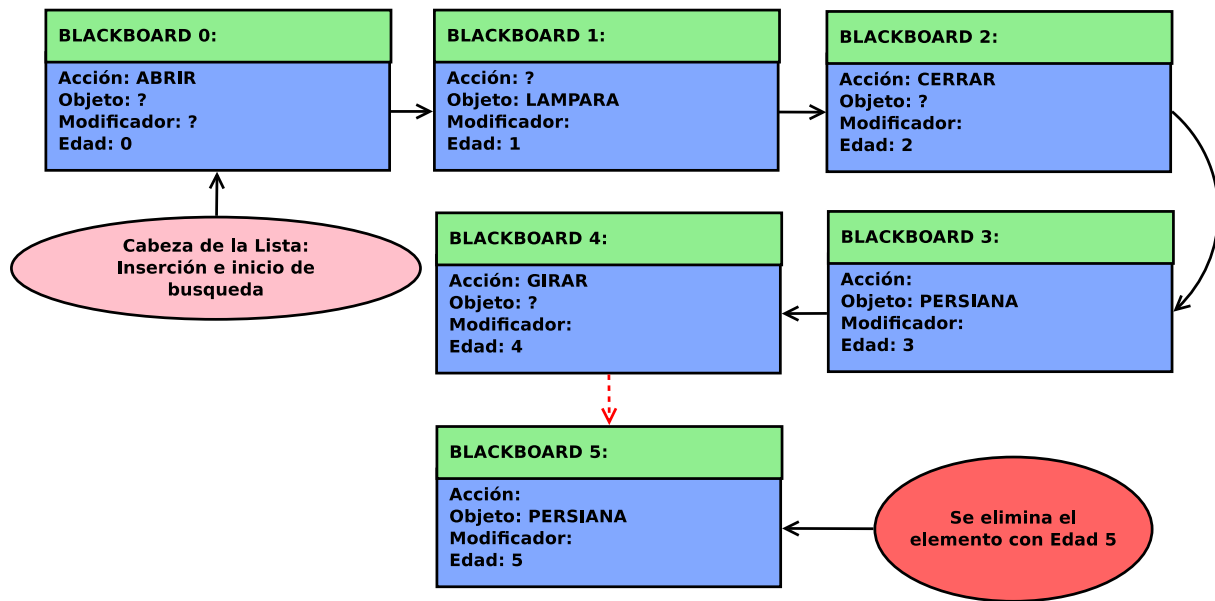 BLACKBOARD 0:
Acción: ABRIR
Objeto: ?
Modificador: ?
Edad: 0
BLACKBOARD 1:
Acción: ?
Objeto: LAMPARA
Modificador:
Edad: 1
BLACKBOARD 2:
Acción: CERRAR
Objeto: ?
Modificador:
Edad: 2
Cabeza de la Lista:
Inserción e inicio de
busqueda
BLACKBOARD 4:
Acción: GIRAR
Objeto: ?
Modificador:
Edad: 4
BLACKBOARD 3:
Acción:
Objeto: PERSIANA
Modificador:
Edad: 3
BLACKBOARD 5:
Acción:
Objeto: PERSIANA
Modificador:
Edad: 5
Se elimina el
elemento con Edad 5